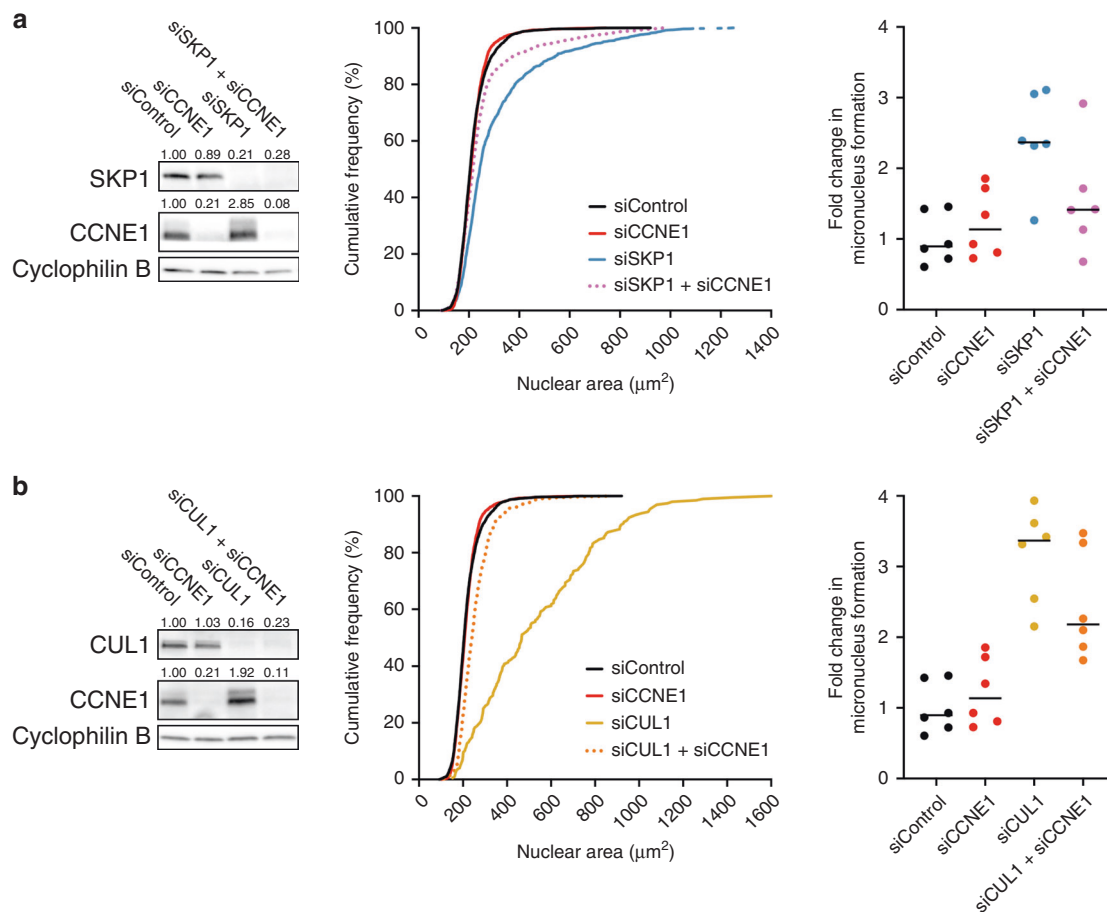 a
siControl
siCCNE1
siSKP1
siSKP1 + siCCNE1
1.00 0.89 0.21 0.28
SKP1
1.00 0.21 2.85 0.08
CCNE1
Cyclophilin B
Cumulative frequency (%)
100
80
60
40
20
0
siControl
siCCNE1
siSKP1
siSKP1 + siCCNE1
0 200 400 600 800 1000 1200 1400
Nuclear area (μm²)
Fold change in
micronucleus formation
4
3
2
1
0
siControl
siCCNE1
siSKP1
siSKP1 + siCCNE1
b
siControl
siCCNE1
siCUL1
siCUL1 + siCCNE1
1.00 1.03 0.16 0.23
CUL1
1.00 0.21 1.92 0.11
CCNE1
Cyclophilin B
Cumulative frequency (%)
100
80
60
40
20
0
siControl
siCCNE1
siCUL1
siCUL1 + siCCNE1
0 200 400 600 800 1000 1200 1400 1600
Nuclear area (μm²)
Fold change in
micronucleus formation
4
3
2
1
0
siControl
siCCNE1
siCUL1
siCUL1 + siCCNE1